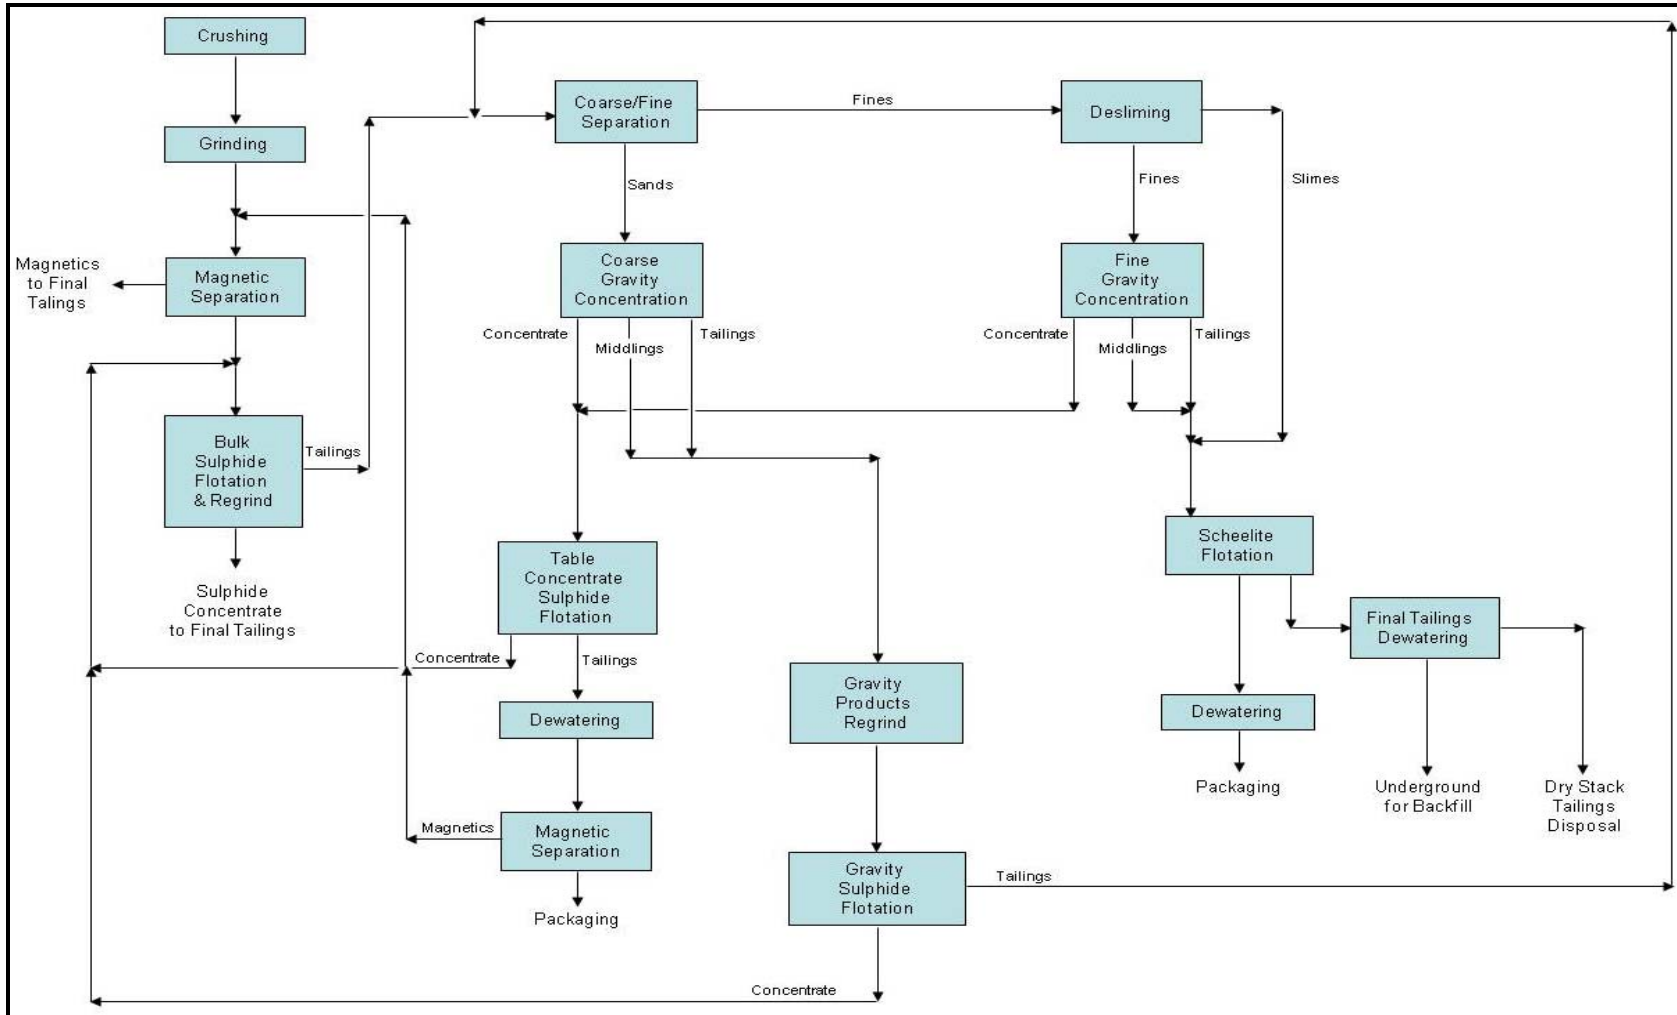 Crushing
Grinding
Magnetics
to Final
Talings
Magnetic
Separation
Bulk
Sulphide
Flotation
& Regrind
Tailings
Sulphide
Concentrate
to Final Tailings
Coarse/Fine
Separation
Fines
Desliming
Sands
Fines
Slimes
Coarse
Gravity
Concentration
Fine
Gravity
Concentration
Concentrate
Middlings
Tailings
Concentrate
Middlings
Tailings
Table
Concentrate
Sulphide
Flotation
Concentrate
Tailings
Dewatering
Magnetics
Magnetic
Separation
Packaging
Gravity
Products
Regrind
Gravity
Sulphide
Flotation
Tailings
Concentrate
Scheelite
Flotation
Final Tailings
Dewatering
Dewatering
Packaging
Underground
for Backfill
Dry Stack
Tailings
Disposal